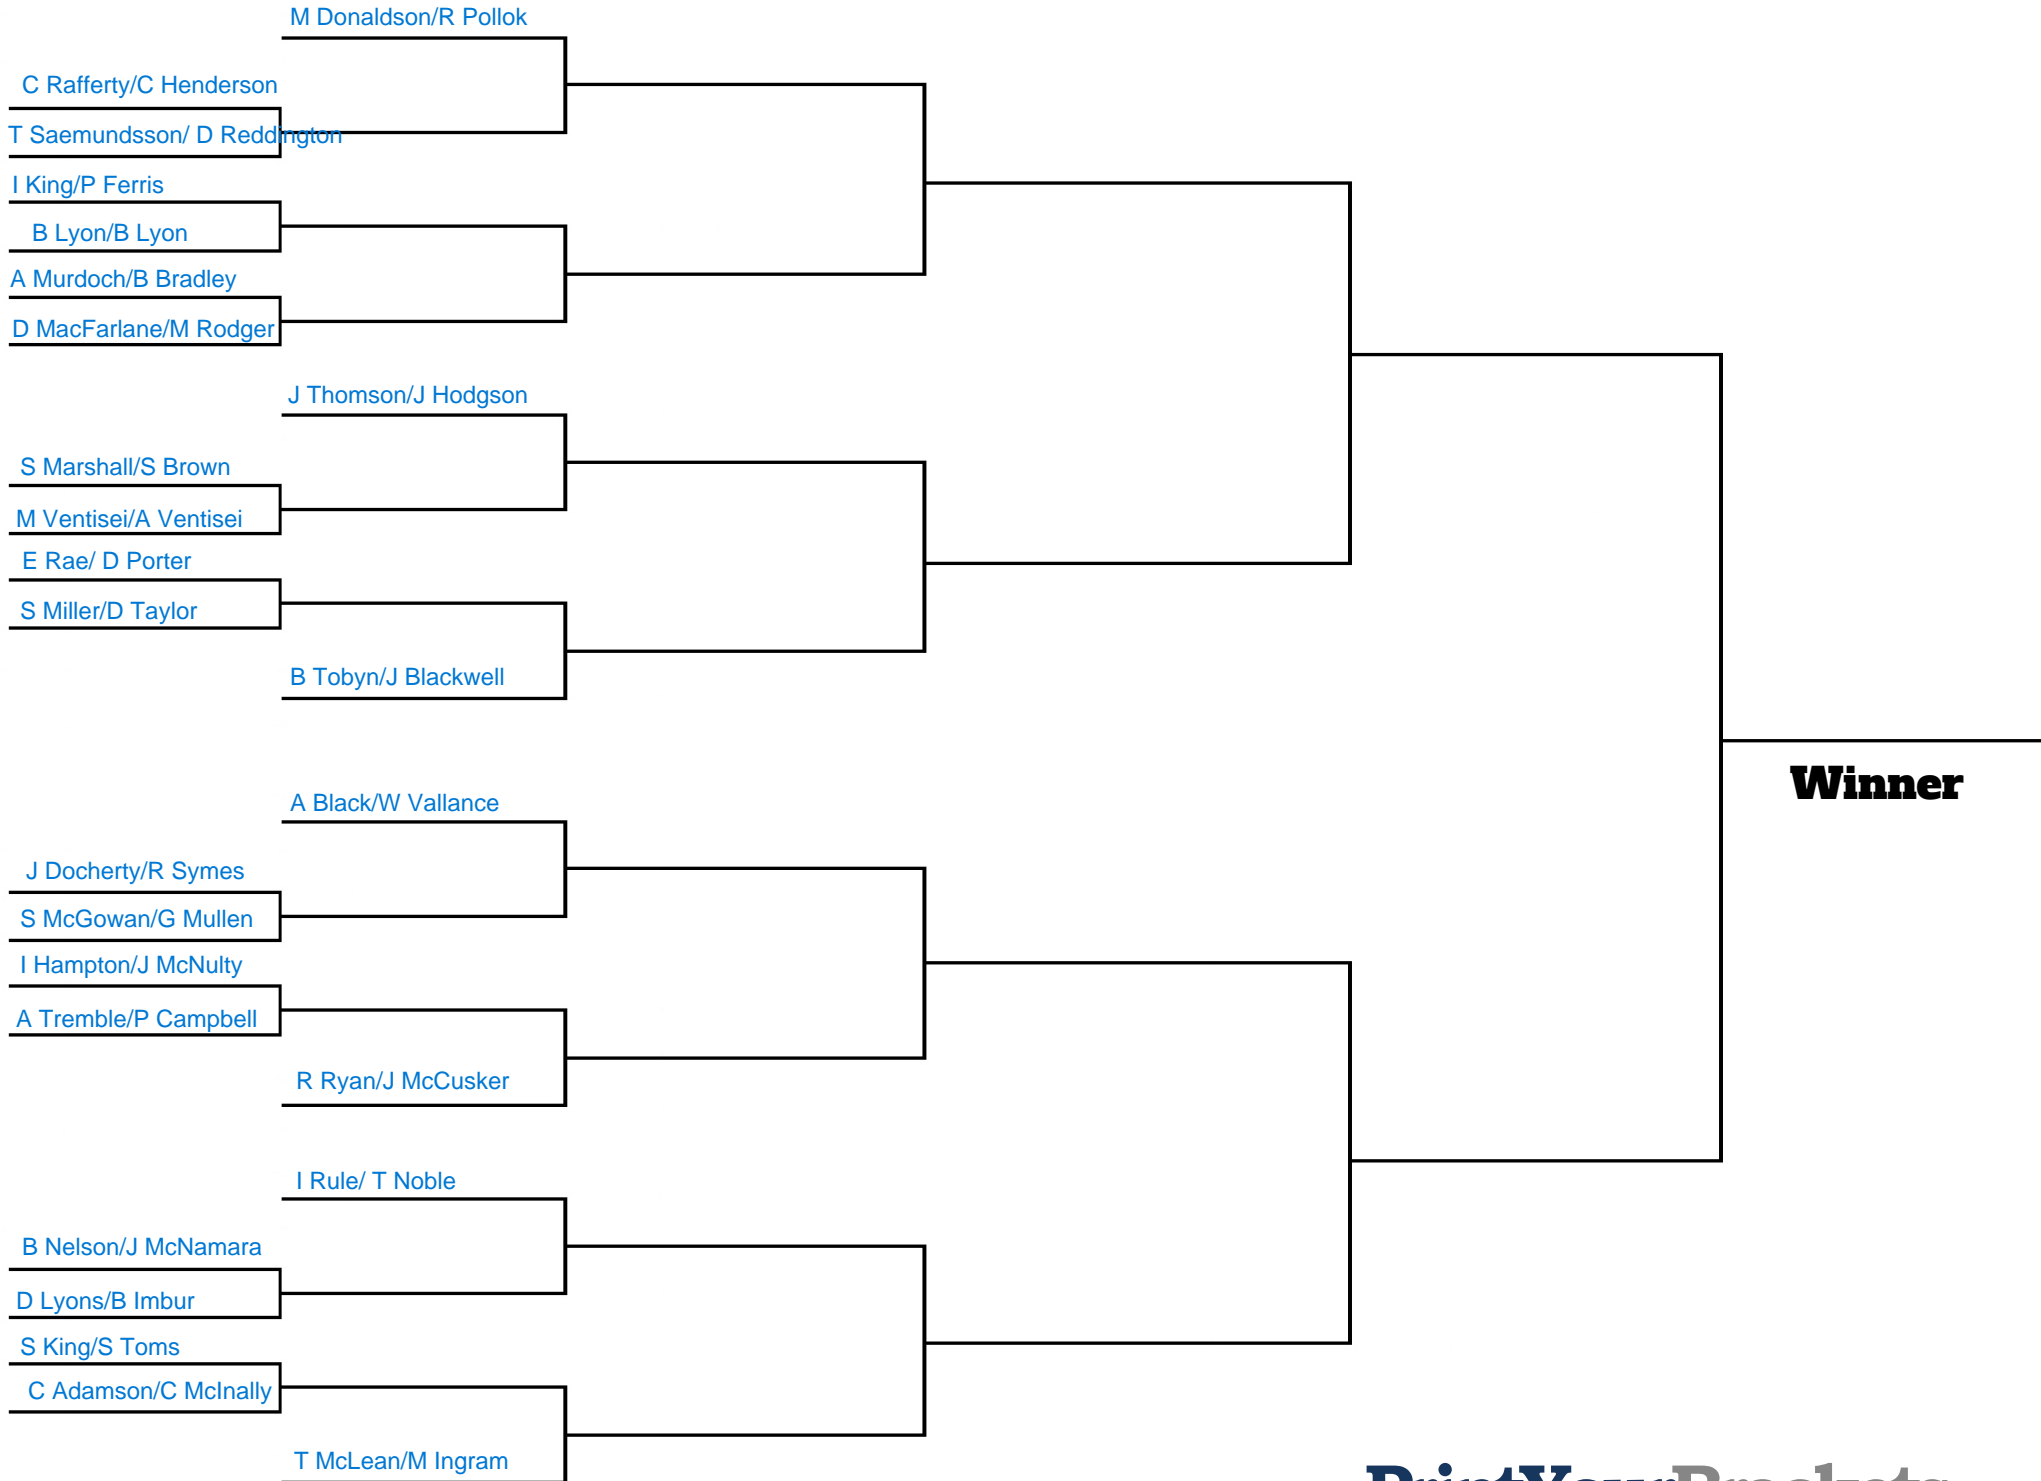 M Donaldson/R Pollok
C Rafferty/C Henderson
T Saemundsson/ D Reddington
I King/P Ferris
B Lyon/B Lyon
A Murdoch/B Bradley
D MacFarlane/M Rodger
J Thomson/J Hodgson
S Marshall/S Brown
M Ventisei/A Ventisei
E Rae/ D Porter
S Miller/D Taylor
B Tobyn/J Blackwell
Winner
A Black/W Vallance
J Docherty/R Symes
S McGowan/G Mullen
I Hampton/J McNulty
A Tremble/P Campbell
R Ryan/J McCusker
I Rule/ T Noble
B Nelson/J McNamara
D Lyons/B Imbur
S King/S Toms
C Adamson/C McInally
T McLean/M Ingram
PrintYourBrackets